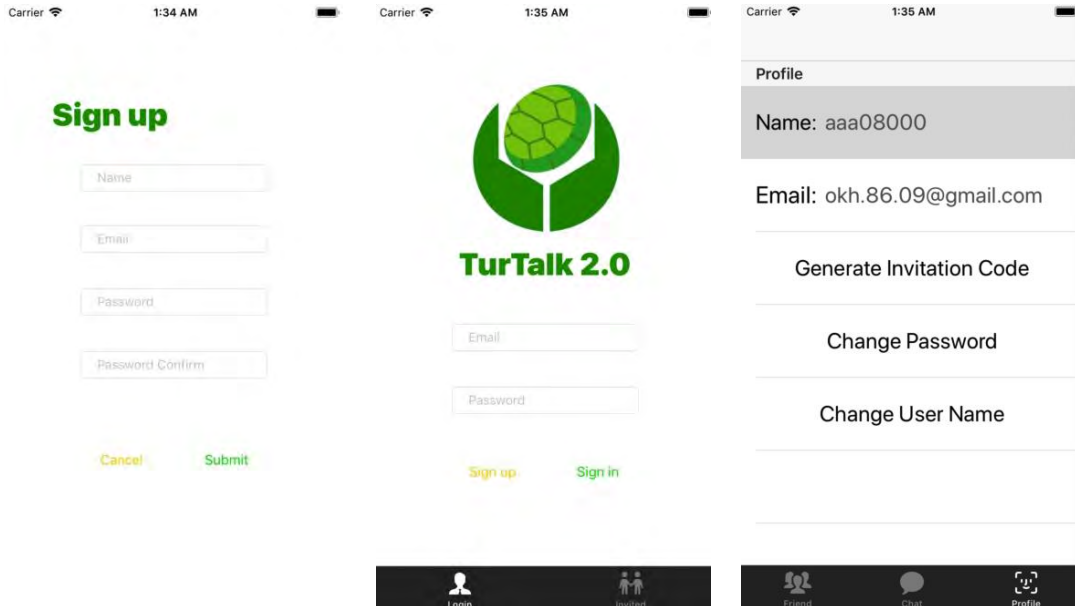 Carrier 1:34 AM
Sign up
Name
Email
Password
Password Confirm
Cancel Submit
Carrier 1:35 AM
TurTalk 2.0
Email
Password
Sign up Sign in
Login Invited
Carrier 1:35 AM
Profile
Name: aaa08000
Email: okh.86.09@gmail.com
Generate Invitation Code
Change Password
Change User Name
Friend Chat Profile